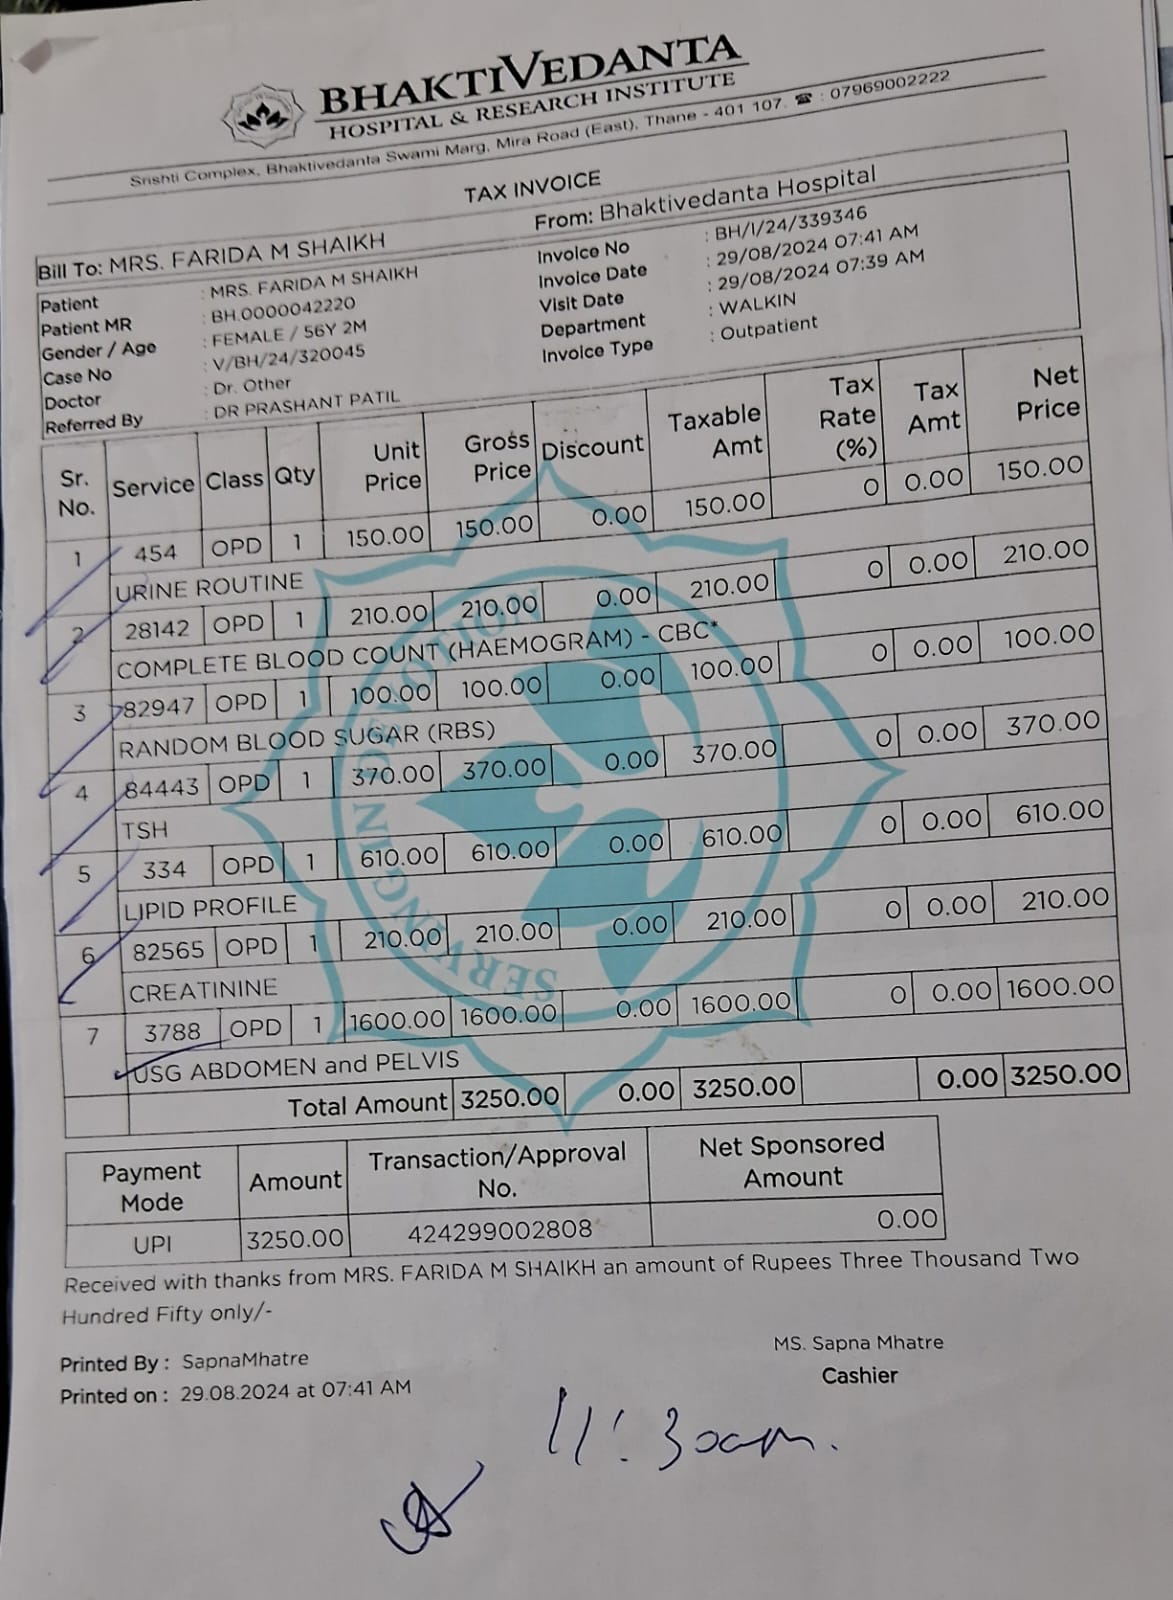 BHAKTIVEDANTA
HOSPITAL & RESEARCH INSTITUTE
Srishti Complex, Bhaktivedanta Swami Marg, Mira Road (East), Thane - 401 107. ☎ : 07969002222
TAX INVOICE
Bill To: MRS. FARIDA M SHAIKH From: Bhaktivedanta Hospital
Patient : MRS. FARIDA M SHAIKH Invoice No : BH/I/24/339346
Patient MR : BH.0000042220 Invoice Date : 29/08/2024 07:41 AM
Gender / Age : FEMALE / 56Y 2M Visit Date : 29/08/2024 07:39 AM
Case No : V/BH/24/320045 Department : WALKIN
Doctor : Dr. Other Invoice Type : Outpatient
Referred By : DR PRASHANT PATIL
Sr. No. Service Class Qty Unit Price Gross Price Discount Taxable Amt Tax Rate (%) Tax Amt Net Price
1 454 OPD 1 150.00 150.00 0.00 150.00 0 0.00 150.00
URINE ROUTINE
2 28142 OPD 1 210.00 210.00 0.00 210.00 0 0.00 210.00
COMPLETE BLOOD COUNT (HAEMOGRAM) - CBC*
3 82947 OPD 1 100.00 100.00 0.00 100.00 0 0.00 100.00
RANDOM BLOOD SUGAR (RBS)
4 84443 OPD 1 370.00 370.00 0.00 370.00 0 0.00 370.00
TSH
5 334 OPD 1 610.00 610.00 0.00 610.00 0 0.00 610.00
LIPID PROFILE
6 82565 OPD 1 210.00 210.00 0.00 210.00 0 0.00 210.00
CREATININE
7 3788 OPD 1 1600.00 1600.00 0.00 1600.00 0 0.00 1600.00
USG ABDOMEN and PELVIS
Total Amount 3250.00 0.00 3250.00 0.00 3250.00
SERVING IN DEVOTION
Payment Mode Amount Transaction/Approval No. Net Sponsored Amount
UPI 3250.00 424299002808 0.00
Received with thanks from MRS. FARIDA M SHAIKH an amount of Rupees Three Thousand Two
Hundred Fifty only/-
Printed By : SapnaMhatre MS. Sapna Mhatre
Printed on : 29.08.2024 at 07:41 AM Cashier
11:30am.